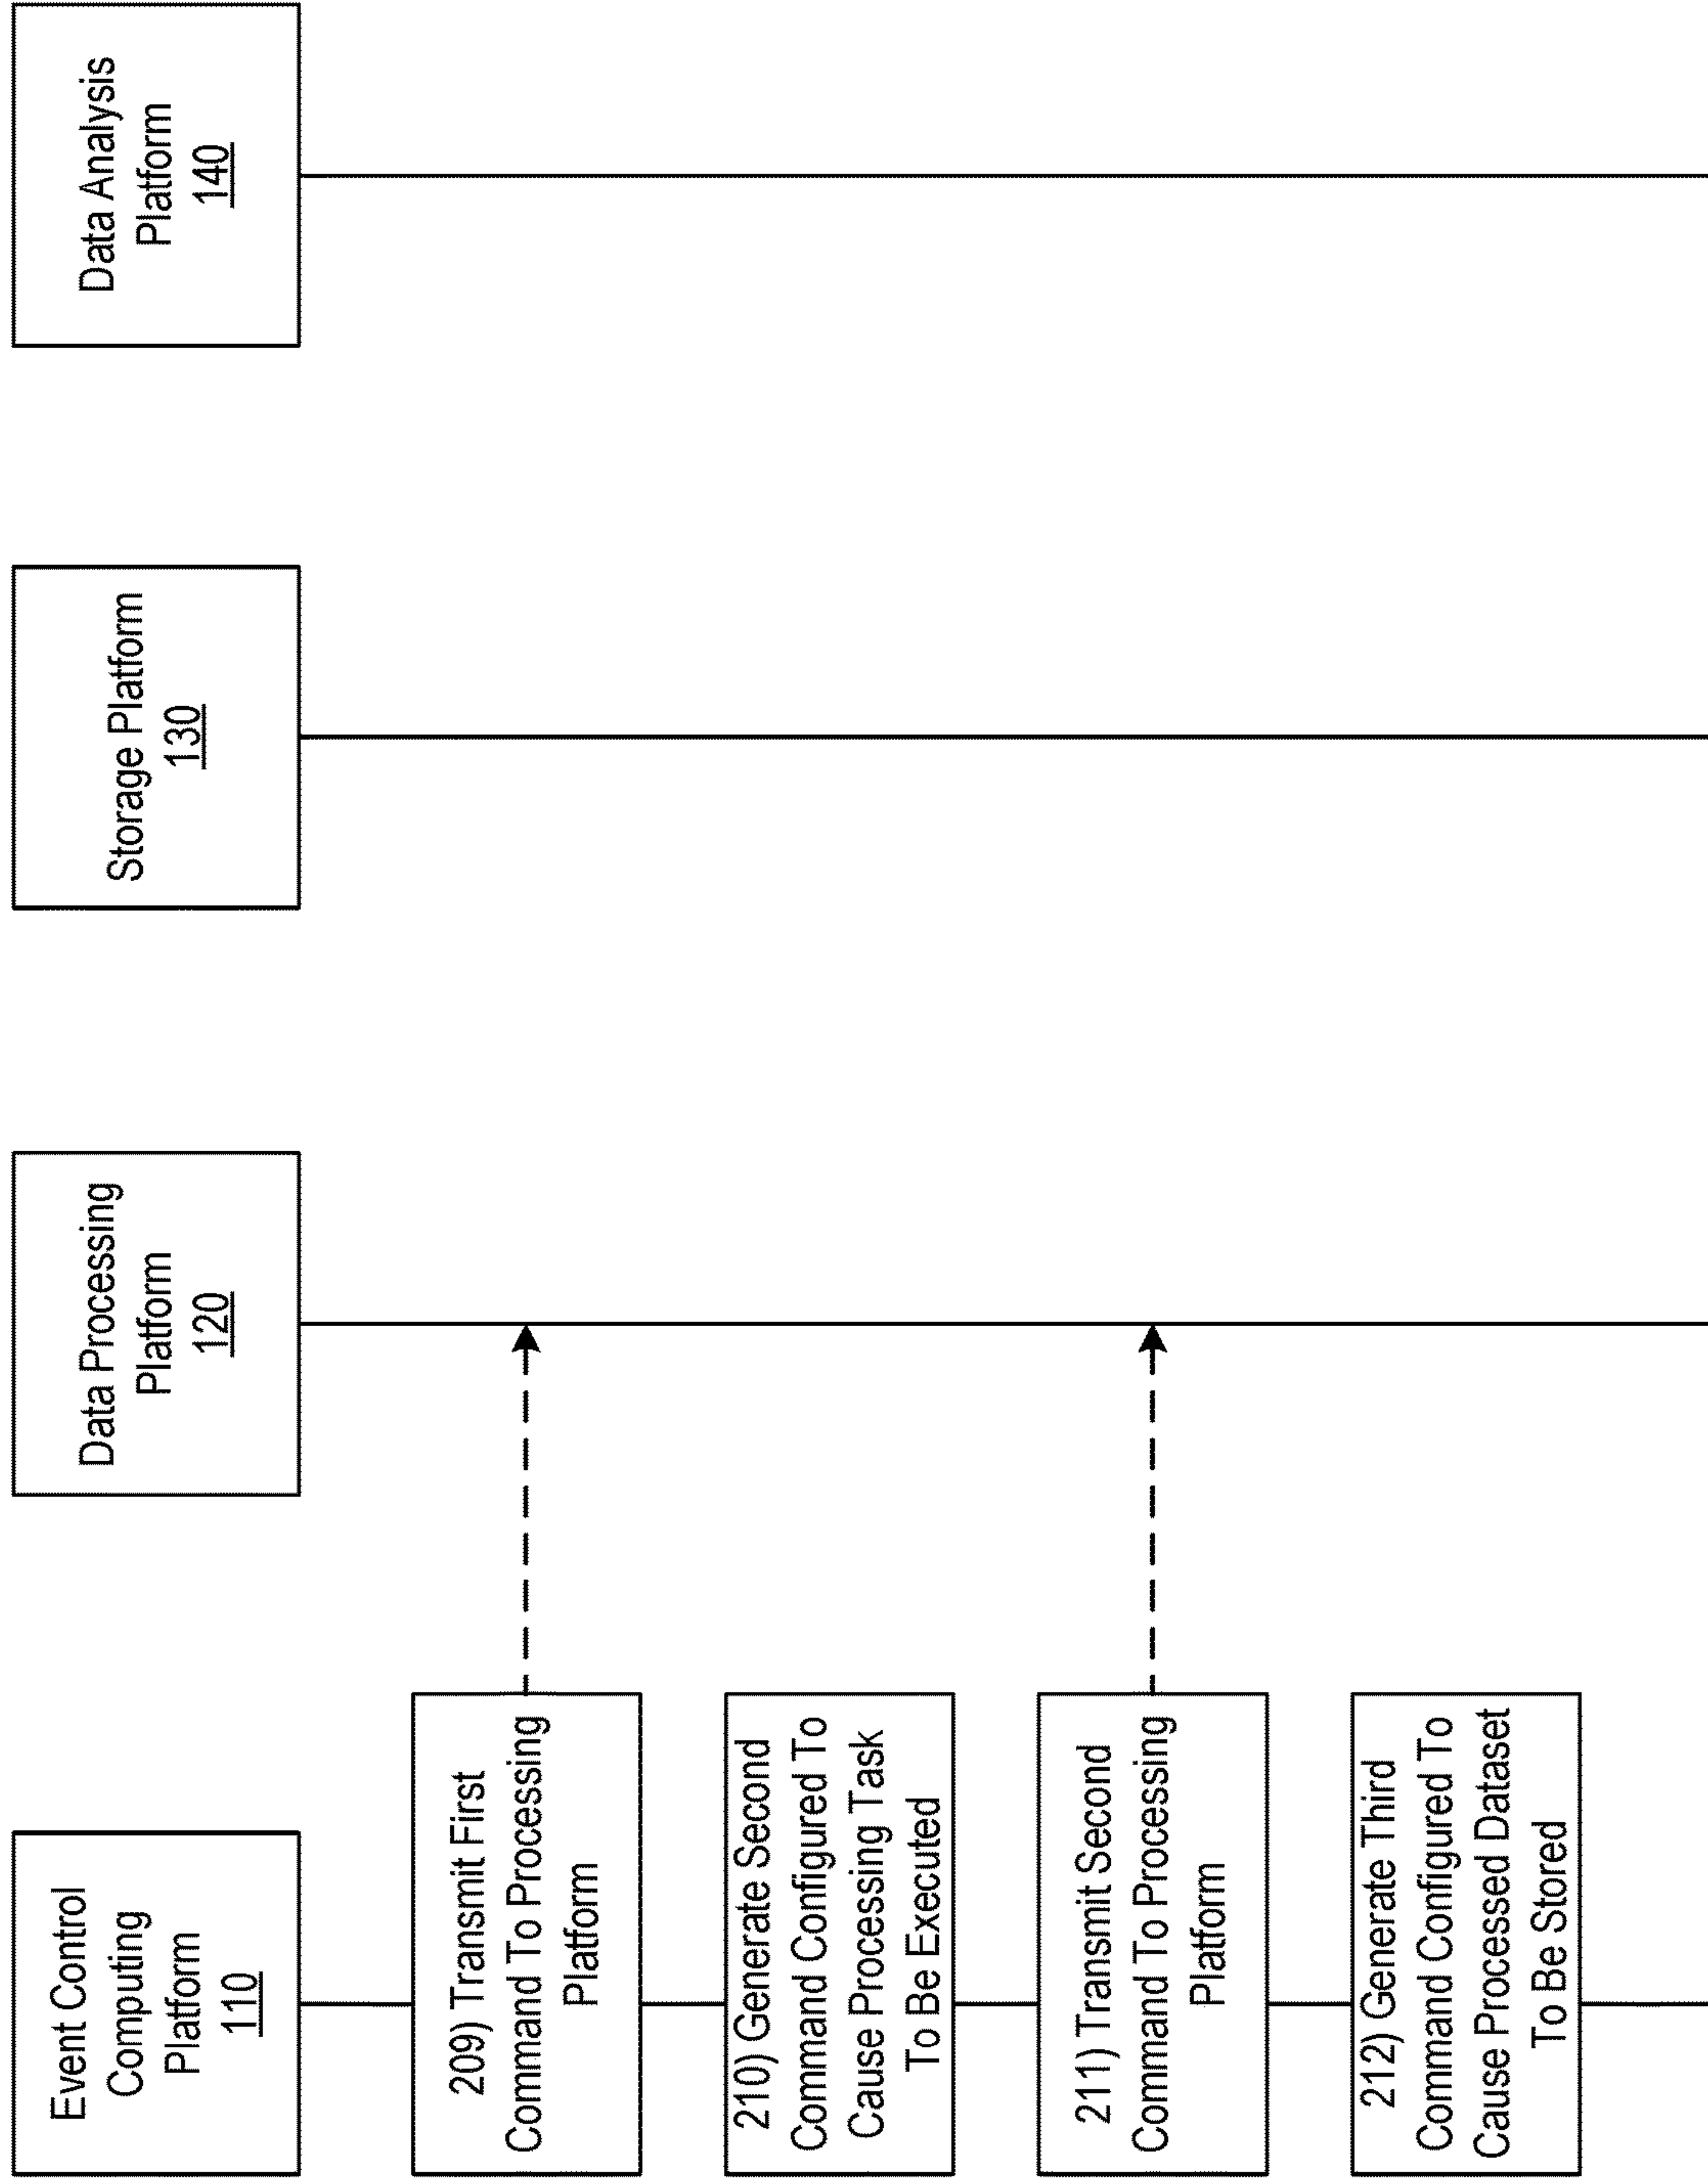 Event Control
Computing
Platform
110
Data Processing
Platform
120
Storage Platform
130
Data Analysis
Platform
140
209) Transmit First
Command To Processing
Platform
210) Generate Second
Command Configured To
Cause Processing Task
To Be Executed
211) Transmit Second
Command To Processing
Platform
212) Generate Third
Command Configured To
Cause Processed Dataset
To Be Stored